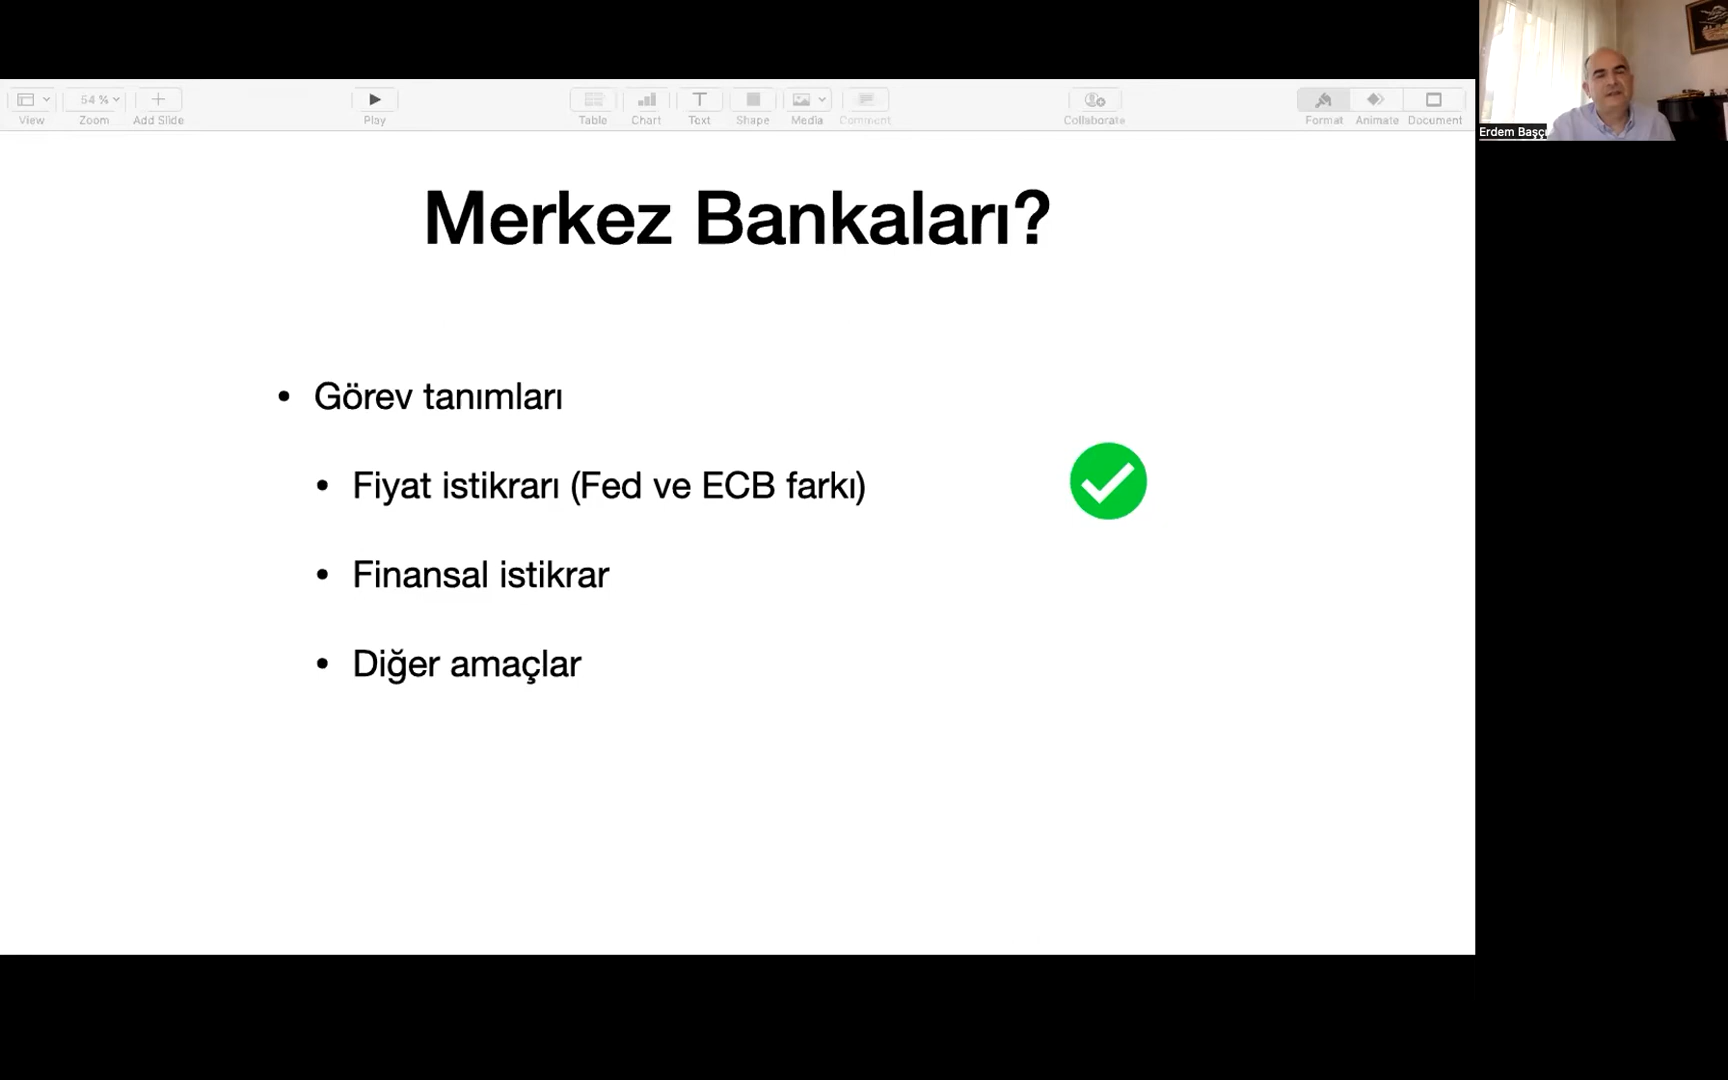 View
54 %
Zoom
Add Slide
Play
Table
Chart
Text
Shape
Media
Comment
Collaborate
Format
Animate
Document
Erdem Başçı
Merkez Bankaları?
• Görev tanımları
• Fiyat istikrarı (Fed ve ECB farkı)
• Finansal istikrar
• Diğer amaçlar